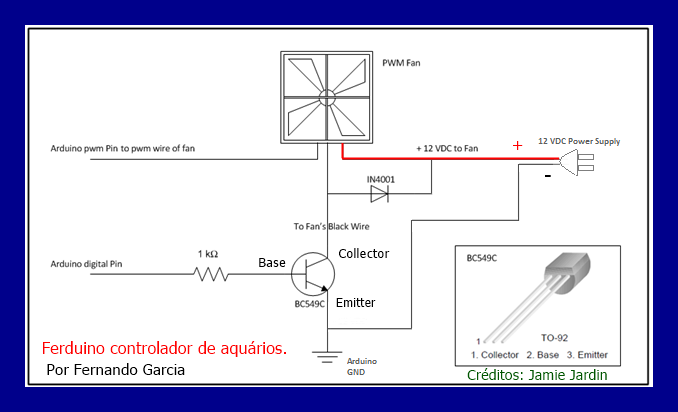 PWM Fan
Arduino pwm Pin to pwm wire of fan
+ 12 VDC to Fan
+
12 VDC Power Supply
-
IN4001
To Fan's Black Wire
1 kΩ
Arduino digital Pin
Base
Collector
BC549C
Emitter
BC549C
1
TO-92
1. Collector 2. Base 3. Emitter
Ferduino controlador de aquários.
Por Fernando Garcia
Arduino
GND
Créditos: Jamie Jardin